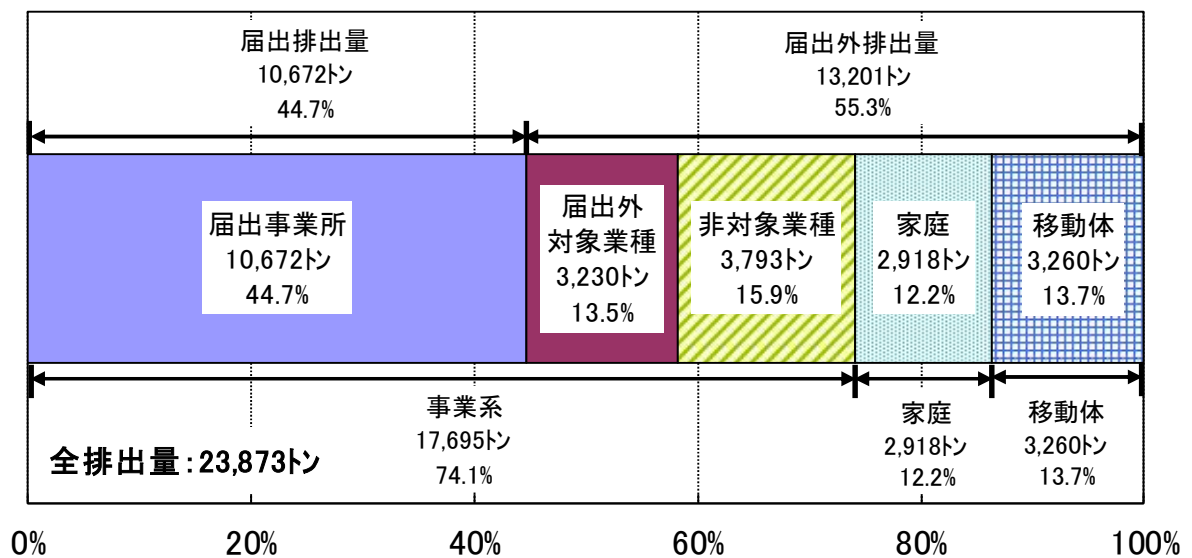 届出排出量
10,672トン
44.7%
届出外排出量
13,201トン
55.3%
届出事業所
10,672トン
44.7%
届出外
対象業種
3,230トン
13.5%
非対象業種
3,793トン
15.9%
家庭
2,918トン
12.2%
移動体
3,260トン
13.7%
事業系
17,695トン
74.1%
家庭
2,918トン
12.2%
移動体
3,260トン
13.7%
全排出量：23,873トン
0%
20%
40%
60%
80%
100%